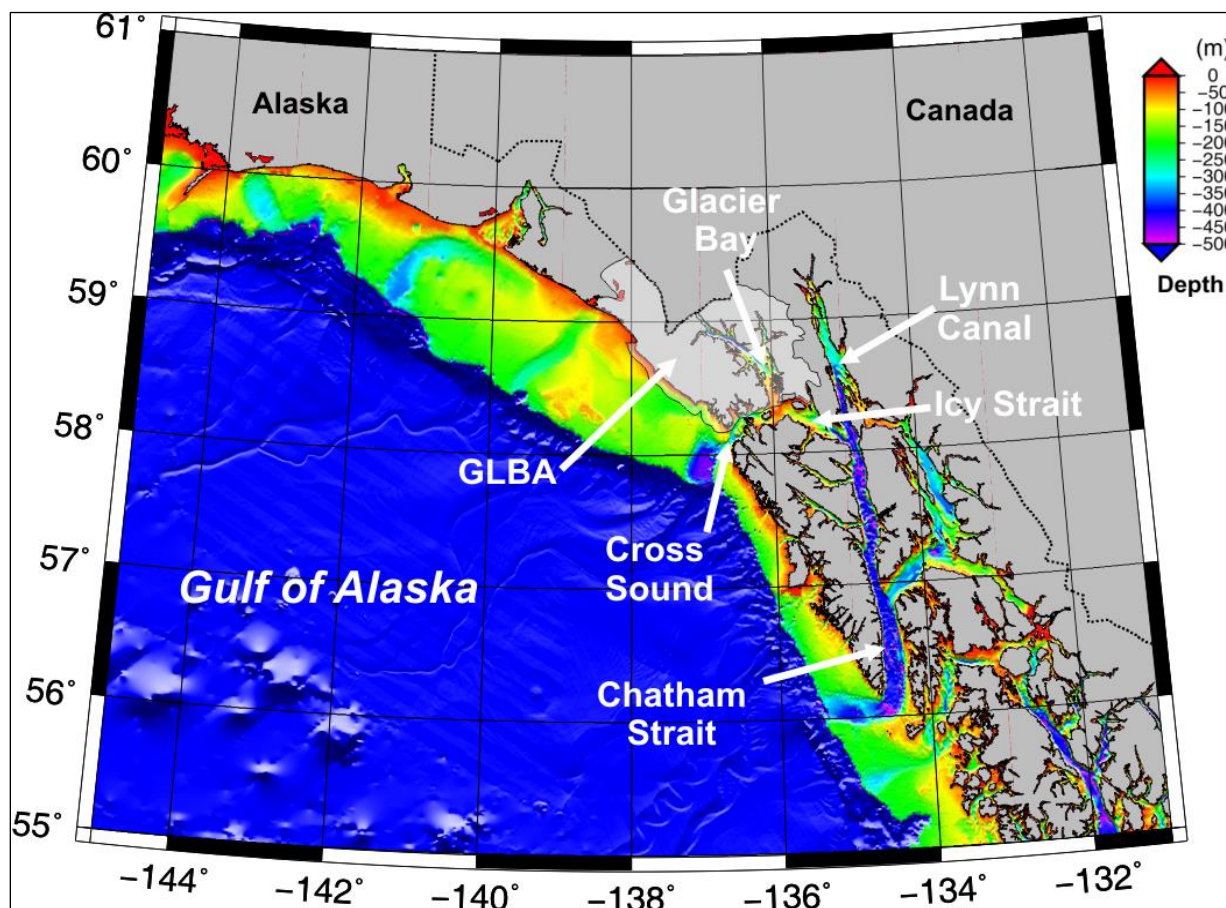 61˚
60˚
59˚
58˚
57˚
56˚
55˚
Alaska
Canada
Glacier
Bay
Lynn
Canal
Icy Strait
GLBA
Cross
Sound
Gulf of Alaska
Chatham
Strait
(m)
0
−50
−100
−150
−200
−250
−300
−350
−400
−450
−500
Depth
−144˚
−142˚
−140˚
−138˚
−136˚
−134˚
−132˚